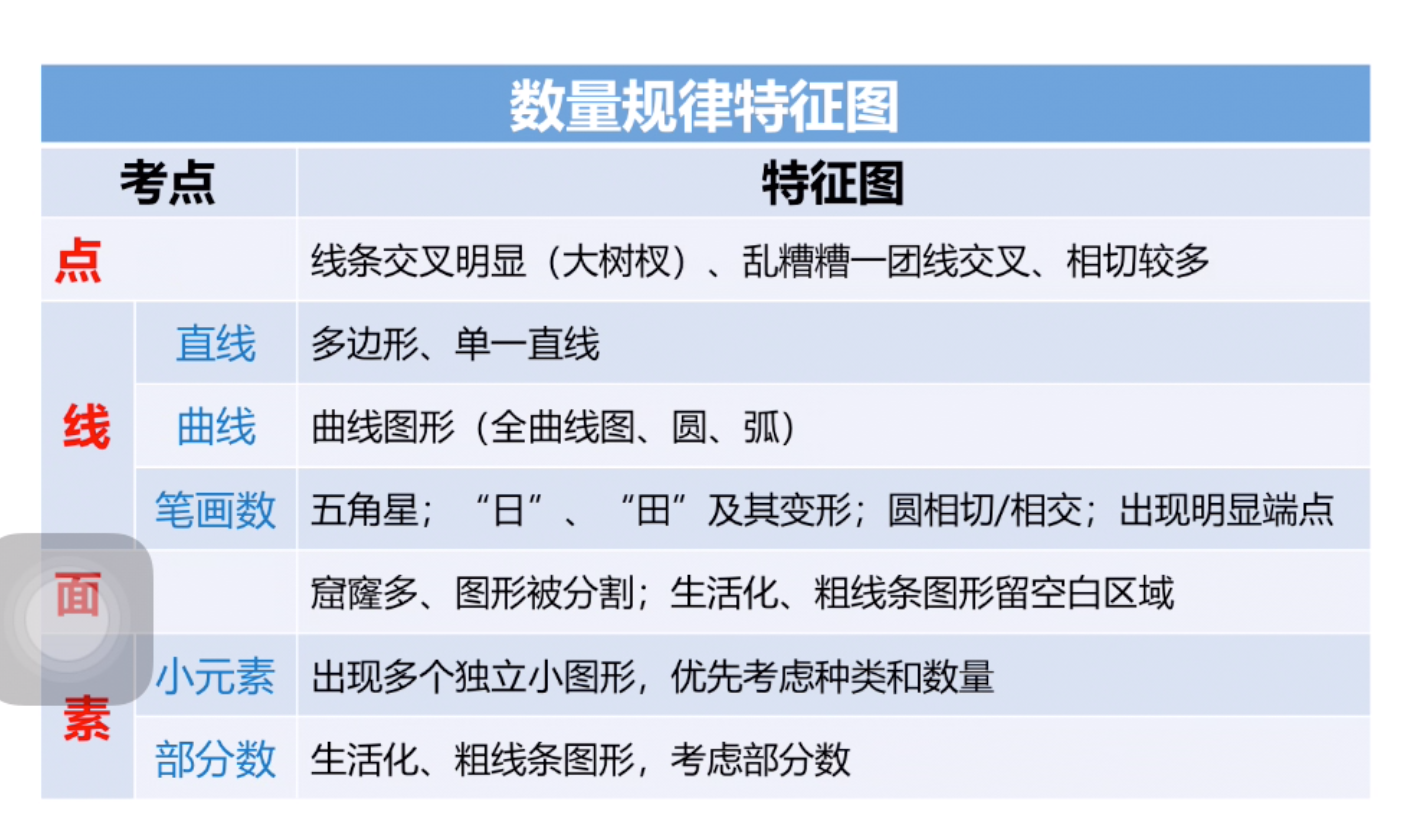 数量规律特征图
考点 特征图
点 线条交叉明显（大树杈）、乱糟糟一团线交叉、相切较多
线 直线 多边形、单一直线
曲线 曲线图形（全曲线图、圆、弧）
笔画数 五角星；“日”、“田”及其变形；圆相切/相交；出现明显端点
面 窟窿多、图形被分割；生活化、粗线条图形留空白区域
素 小元素 出现多个独立小图形，优先考虑种类和数量
部分数 生活化、粗线条图形，考虑部分数